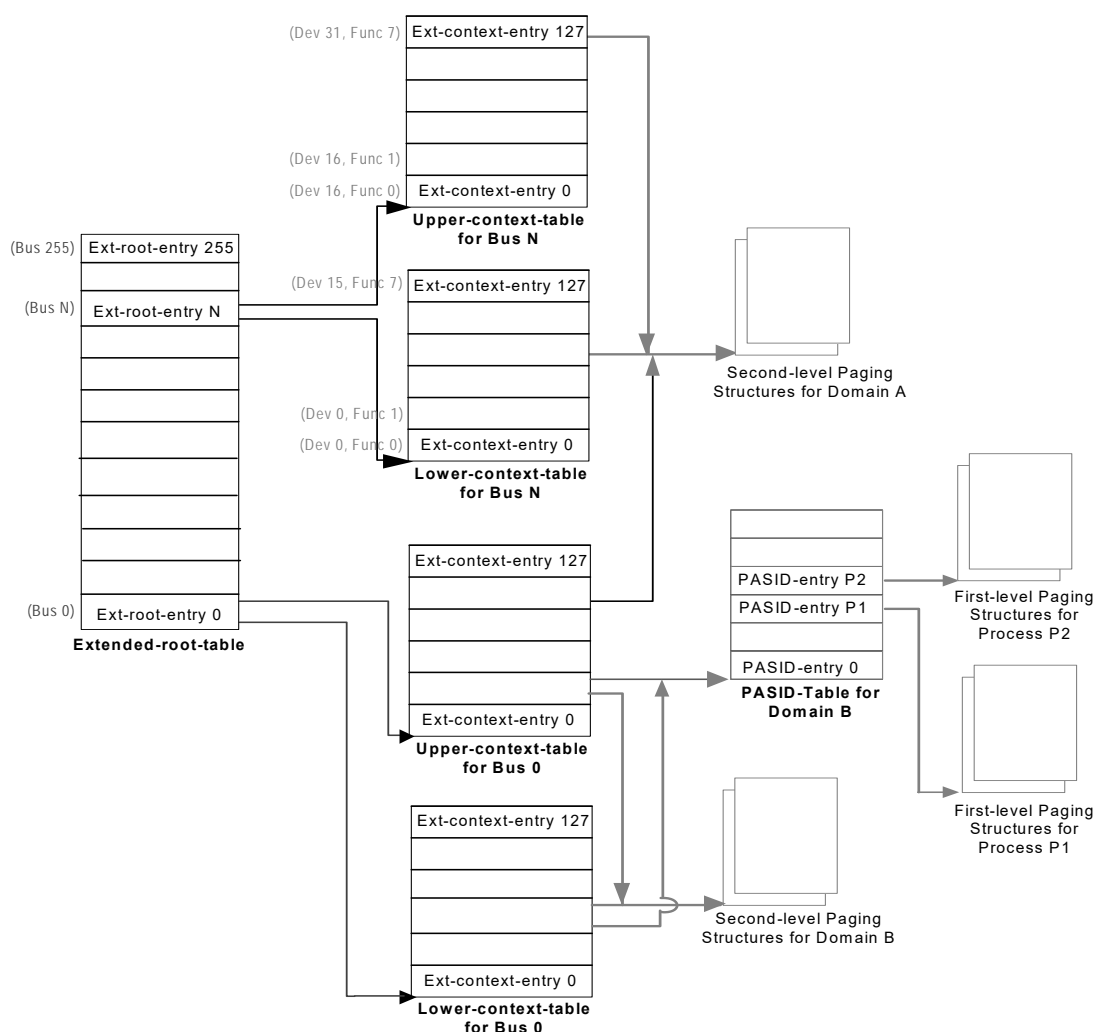 (Dev 31, Func 7)
Ext-context-entry 127
(Dev 16, Func 1)
(Dev 16, Func 0)
Ext-context-entry 0
Upper-context-table
for Bus N
(Bus 255)
Ext-root-entry 255
(Bus N)
Ext-root-entry N
(Bus 0)
Ext-root-entry 0
Extended-root-table
(Dev 15, Func 7)
Ext-context-entry 127
(Dev 0, Func 1)
(Dev 0, Func 0)
Ext-context-entry 0
Lower-context-table
for Bus N
Second-level Paging
Structures for Domain A
Ext-context-entry 127
Ext-context-entry 0
Upper-context-table
for Bus 0
PASID-entry P2
PASID-entry P1
PASID-entry 0
PASID-Table for
Domain B
First-level Paging
Structures for
Process P2
First-level Paging
Structures for
Process P1
Ext-context-entry 127
Ext-context-entry 0
Lower-context-table
for Bus 0
Second-level Paging
Structures for Domain B